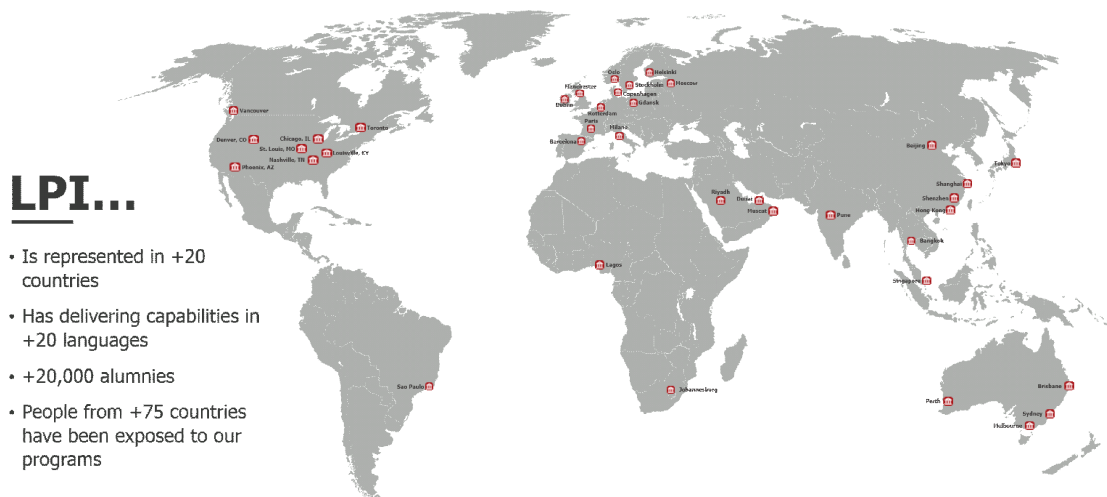 LPI...
• Is represented in +20
countries
• Has delivering capabilities in
+20 languages
• +20,000 alumnies
• People from +75 countries
have been exposed to our
programs
Vancouver
Denver, CO
Chicago, IL
Toronto
St. Louis, MO
Louisville, KY
Nashville, TN
Phoenix, AZ
Sao Paolo
Oslo
Helsinki
Stockholm
Moscow
Manchester
Copenhagen
Dublin
Gdansk
Rotterdam
Paris
Milano
Barcelona
Riyadh
Dubai
Muscat
Lagos
Johannesburg
Pune
Beijing
Tokyo
Shanghai
Shenzhen
Hong Kong
Bangkok
Singapore
Brisbane
Perth
Sydney
Melbourne